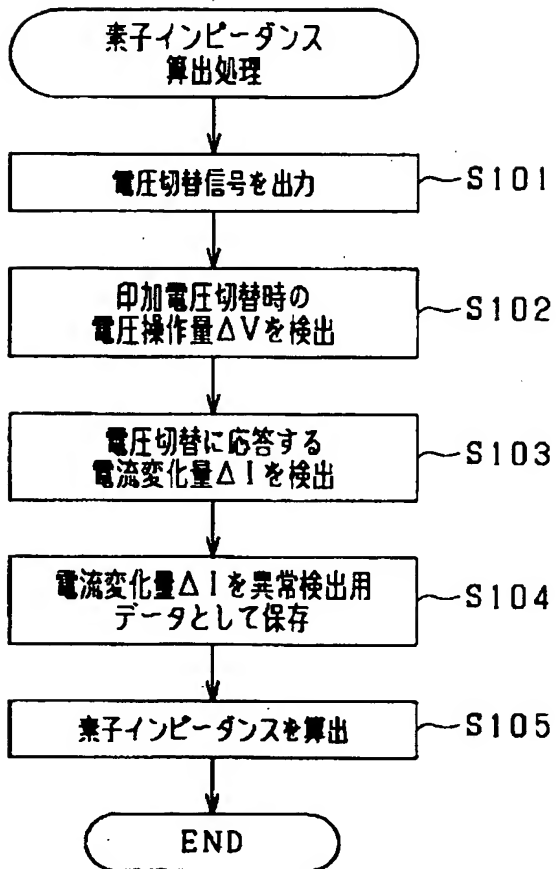 素子インピーダンス
算出処理
電圧切替信号を出力
S101
印加電圧切替時の
電圧操作量ΔVを検出
S102
電圧切替に応答する
電流変化量ΔIを検出
S103
電流変化量ΔIを異常検出用
データとして保存
S104
素子インピーダンスを算出
S105
END